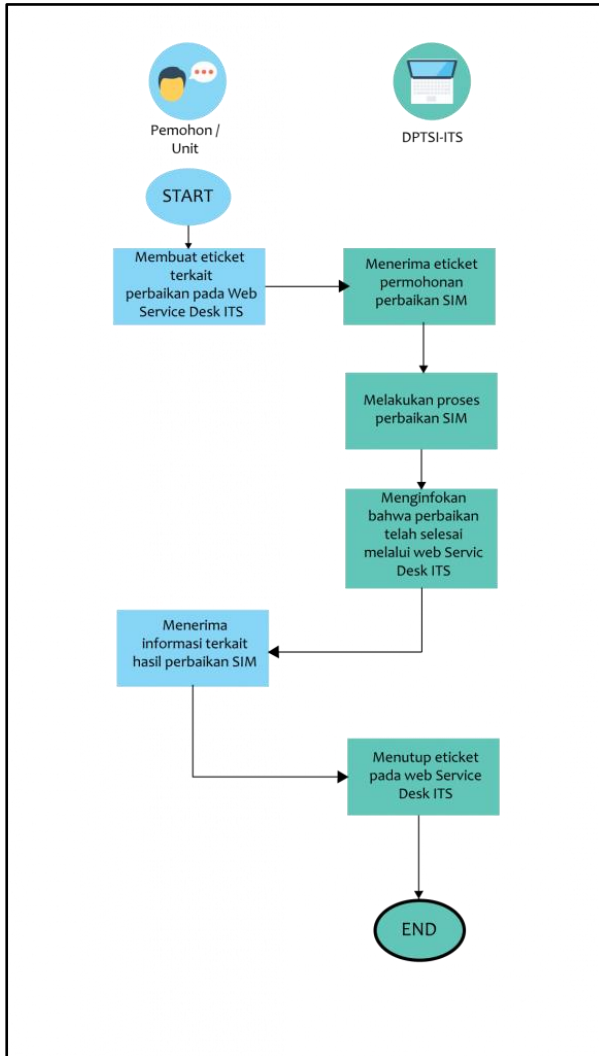 Pemohon /
Unit
DPTSI-ITS
START
Membuat eticket
terkait
perbaikan pada Web
Service Desk ITS
Menerima eticket
permohonan
perbaikan SIM
Melakukan proses
perbaikan SIM
Menginfokan
bahwa perbaikan
telah selesai
melalui web Servic
Desk ITS
Menerima
informasi terkait
hasil perbaikan SIM
Menutup eticket
pada web Service
Desk ITS
END